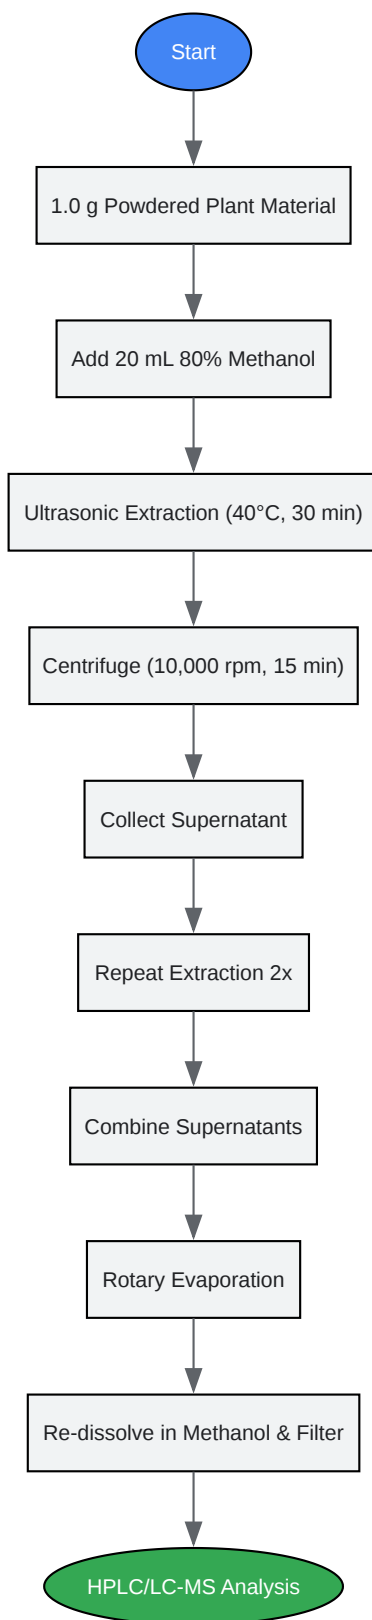 Start
1.0 g Powdered Plant Material
Add 20 mL 80% Methanol
Ultrasonic Extraction (40°C, 30 min)
Centrifuge (10,000 rpm, 15 min)
Collect Supernatant
Repeat Extraction 2x
Combine Supernatants
Rotary Evaporation
Re-dissolve in Methanol & Filter
HPLC/LC-MS Analysis